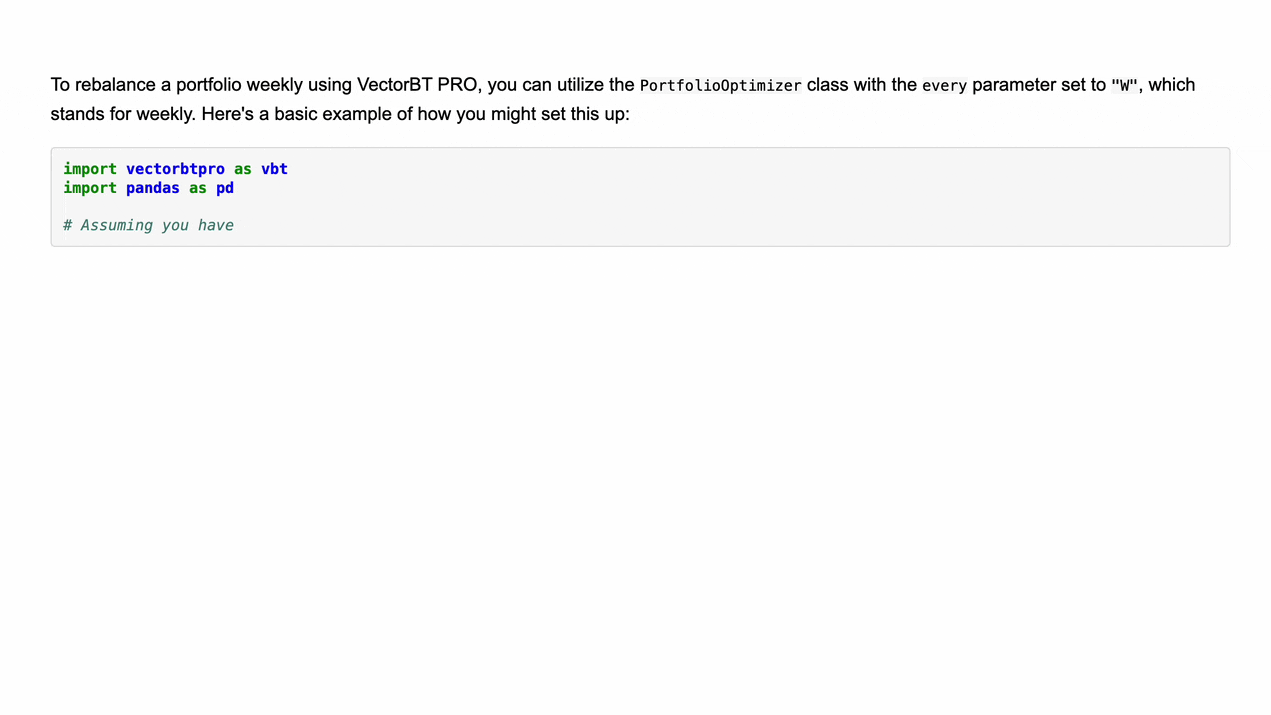 To rebalance a portfolio weekly using VectorBT PRO, you can utilize the PortfolioOptimizer class with the every parameter set to "W", which
stands for weekly. Here's a basic example of how you might set this up:
import vectorbtpro as vbt
import pandas as pd
# Assuming you have